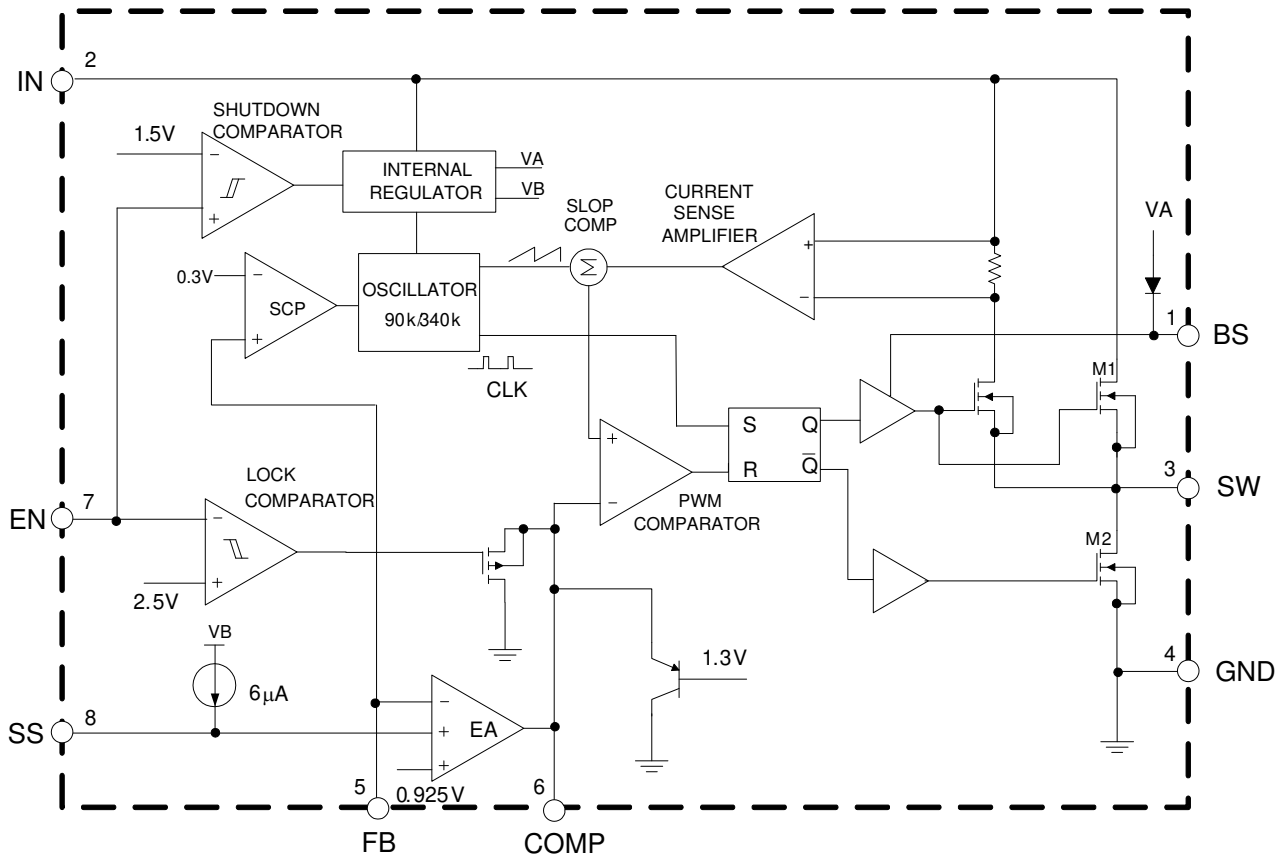 2
IN
SHUTDOWN
COMPARATOR
1.5V
−
+
INTERNAL
REGULATOR
VA
VB
SLOP
COMP
CURRENT
SENSE
AMPLIFIER
+
−
VA
Σ
0.3V
−
SCP
+
OSCILLATOR
90k/340k
CLK
1
BS
M1
S
Q
R
Q̅
+
−
PWM
COMPARATOR
3
SW
LOCK
COMPARATOR
7
EN
−
+
2.5V
M2
VB
6μA
1.3V
4
GND
8
SS
−
+
+
EA
0.925V
5
FB
6
COMP